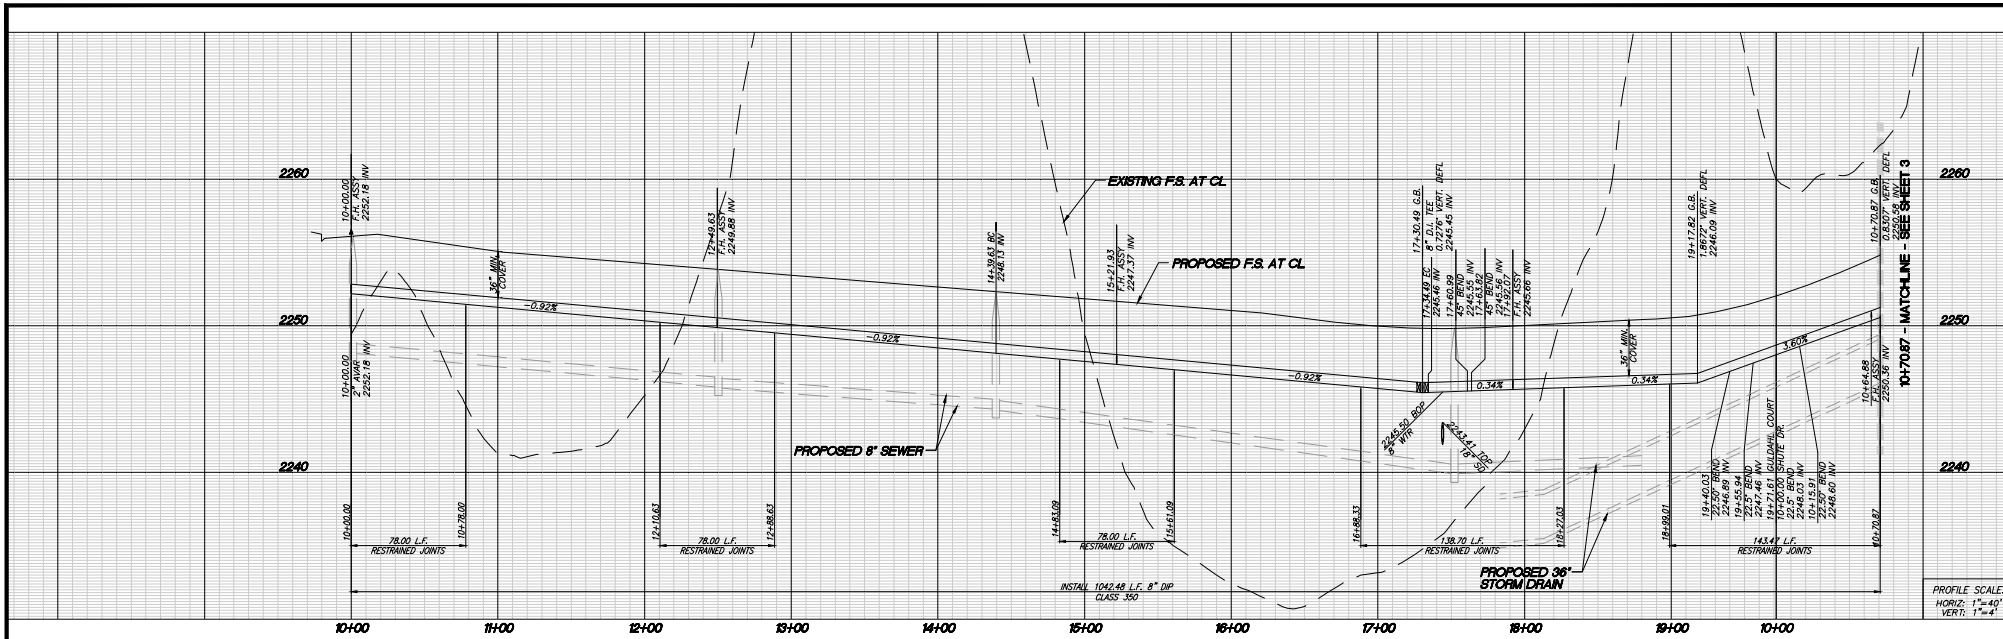 2260
2250
2240
10+00.00
F.H. ASSY
2252.18 INV
10+00.00
2" AVAR
2252.18 INV
36" MIN.
COVER
-0.92%
12+49.63
F.H. ASSY
2249.88 INV
-0.92%
14+39.63 BC
2248.13 INV
EXISTING F.S. AT CL
15+21.93
F.H. ASSY
2247.37 INV
PROPOSED F.S. AT CL
-0.92%
17+30.49 G.B.
8" D.I. TEE
0.7276° VERT. DEFL
2245.45 INV
17+34.49 EC
2245.46 INV
17+60.99
45° BEND
2245.55 INV
17+63.82
45° BEND
2245.56 INV
17+92.07
F.H. ASSY
2245.66 INV
0.34%
36" MIN.
COVER
0.34%
19+17.82 G.B.
1.8672° VERT. DEFL
2246.09 INV
3.60%
10+70.87 G.B.
0.8307° VERT. DEFL
2250.58 INV
10+70.87 - MATCHLINE - SEE SHEET 3
10+64.88
F.H. ASSY
2250.36 INV
2260
2250
2240
PROPOSED 8" SEWER
2245.50 BOP
8" WTR
2243.41 TOP
18" SD
19+40.03
22.50° BEND
2246.89 INV
19+55.94
22.5° BEND
2247.46 INV
19+71.61 GULDAHL COURT
10+00.00 SHUTE DR.
22.5° BEND
2248.03 INV
10+15.91
22.50° BEND
2248.60 INV
10+00.00
78.00 L.F.
RESTRAINED JOINTS
10+78.00
12+10.63
78.00 L.F.
RESTRAINED JOINTS
12+88.63
14+83.09
78.00 L.F.
RESTRAINED JOINTS
15+61.09
16+88.33
138.70 L.F.
RESTRAINED JOINTS
18+27.03
18+99.01
143.47 L.F.
RESTRAINED JOINTS
10+70.87
PROPOSED 36"
STORM DRAIN
INSTALL 1042.48 L.F. 8" DIP
CLASS 350
PROFILE SCALE:
HORIZ: 1"=40'
VERT: 1"=4'
10+00
11+00
12+00
13+00
14+00
15+00
16+00
17+00
18+00
19+00
10+00